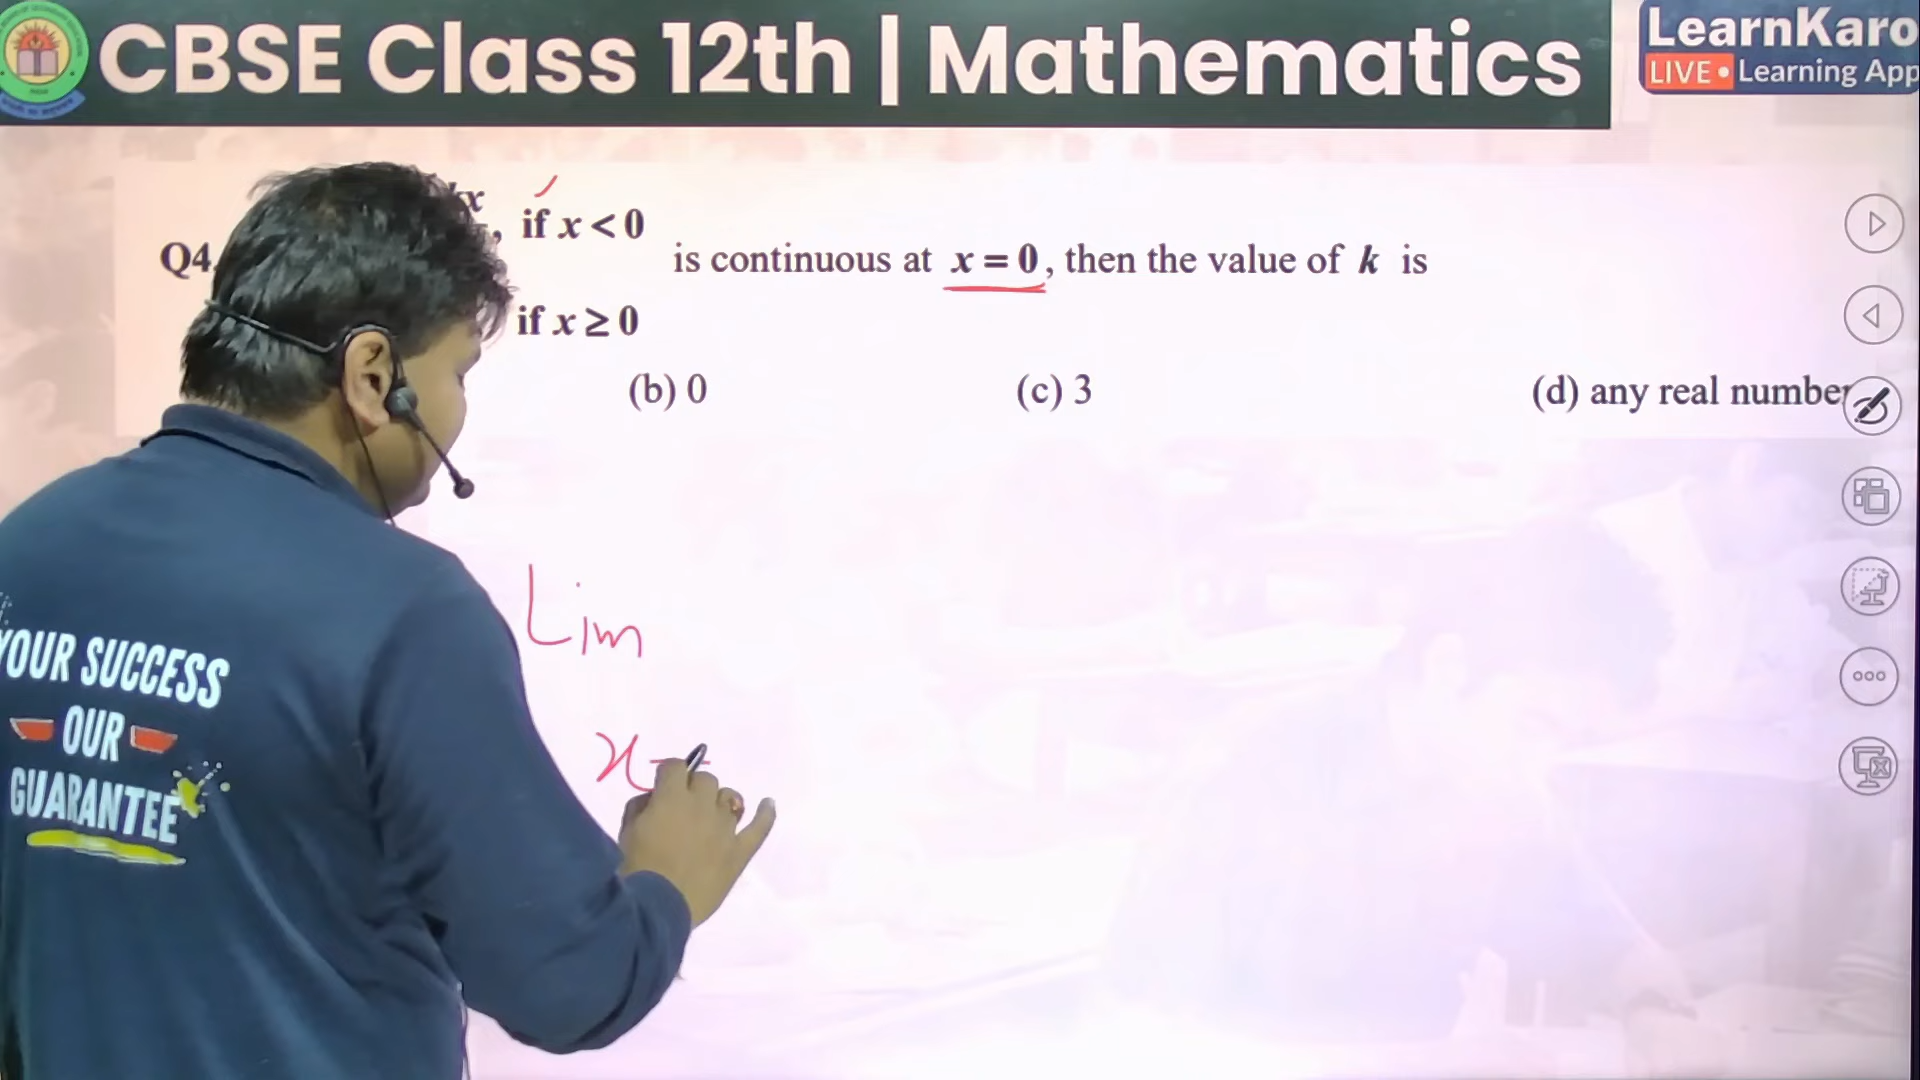 CBSE Class 12th | Mathematics
LearnKaro
LIVE • Learning App
x
, if x < 0
Q4.
is continuous at x = 0, then the value of k is
if x ≥ 0
(b) 0
(c) 3
(d) any real number
Lim
x
YOUR SUCCESS
OUR
GUARANTEE